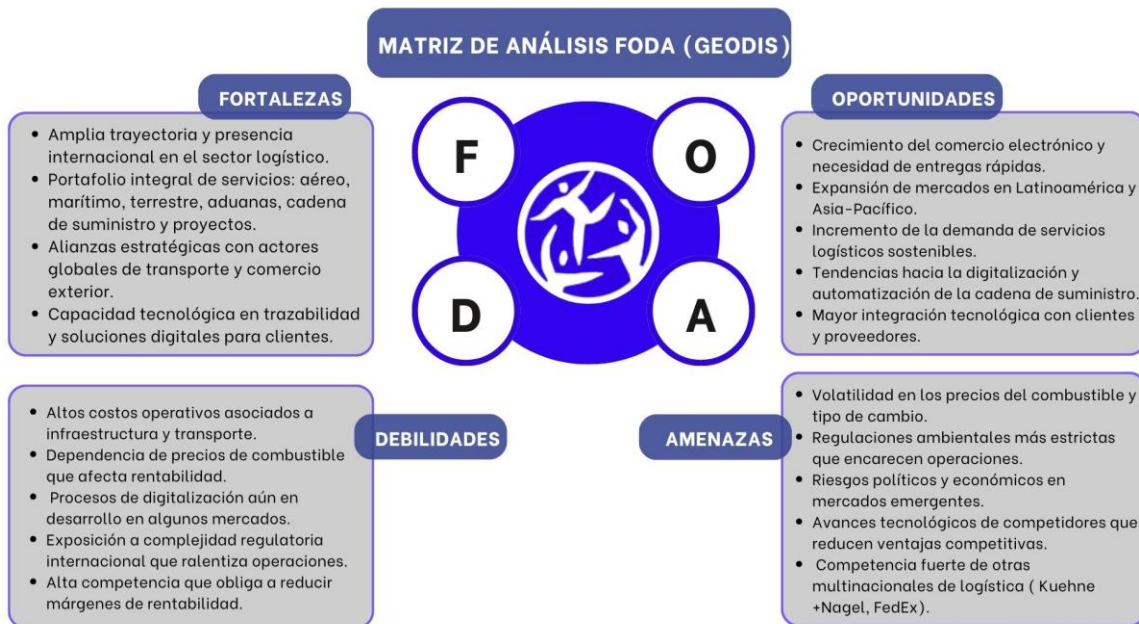 MATRIZ DE ANÁLISIS FODA (GEODIS)
FORTALEZAS
• Amplia trayectoria y presencia
internacional en el sector logístico.
• Portafolio integral de servicios: aéreo,
marítimo, terrestre, aduanas, cadena
de suministro y proyectos.
• Alianzas estratégicas con actores
globales de transporte y comercio
exterior.
• Capacidad tecnológica en trazabilidad
y soluciones digitales para clientes.
F
O
D
A
OPORTUNIDADES
• Crecimiento del comercio electrónico y
necesidad de entregas rápidas.
• Expansión de mercados en Latinoamérica y
Asia-Pacífico.
• Incremento de la demanda de servicios
logísticos sostenibles.
• Tendencias hacia la digitalización y
automatización de la cadena de suministro.
• Mayor integración tecnológica con clientes
y proveedores.
DEBILIDADES
• Altos costos operativos asociados a
infraestructura y transporte.
• Dependencia de precios de combustible
que afecta rentabilidad.
• Procesos de digitalización aún en
desarrollo en algunos mercados.
• Exposición a complejidad regulatoria
internacional que ralentiza operaciones.
• Alta competencia que obliga a reducir
márgenes de rentabilidad.
AMENAZAS
• Volatilidad en los precios del combustible y
tipo de cambio.
• Regulaciones ambientales más estrictas
que encarecen operaciones.
• Riesgos políticos y económicos en
mercados emergentes.
• Avances tecnológicos de competidores que
reducen ventajas competitivas.
• Competencia fuerte de otras
multinacionales de logística ( Kuehne
+Nagel, FedEx).